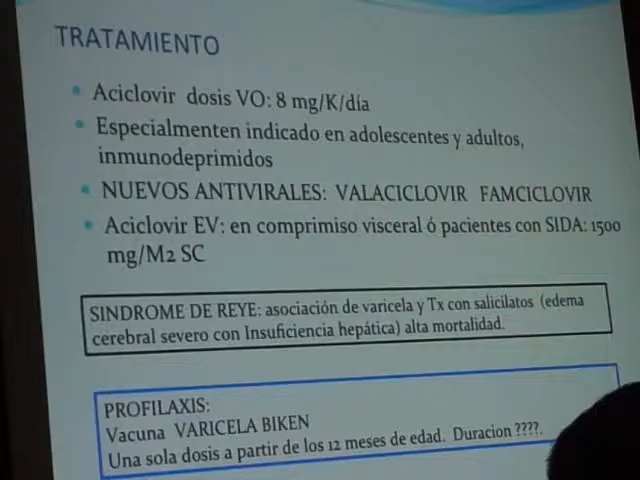 TRATAMIENTO
Aciclovir dosis VO: 8 mg/K/día
Especialmenten indicado en adolescentes y adultos,
inmunodeprimidos
NUEVOS ANTIVIRALES: VALACICLOVIR FAMCICLOVIR
Aciclovir EV: en comprimiso visceral ó pacientes con SIDA: 1500
mg/M2 SC
SINDROME DE REYE: asociación de varicela y Tx con salicilatos (edema
cerebral severo con Insuficiencia hepática) alta mortalidad.
PROFILAXIS:
Vacuna VARICELA BIKEN
Una sola dosis a partir de los 12 meses de edad. Duracion ????.